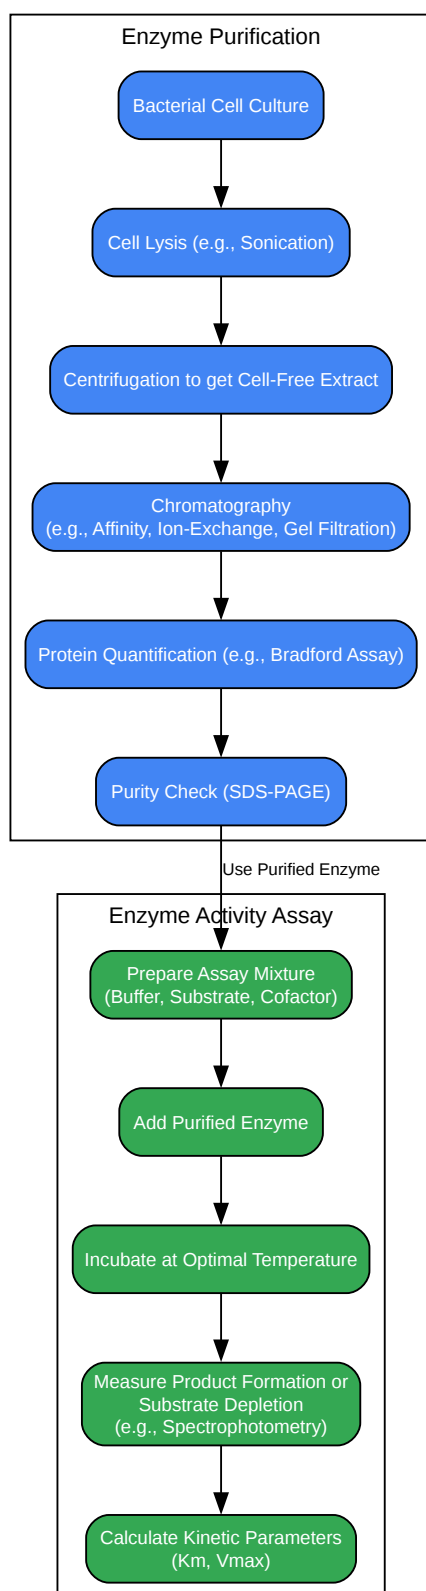 Enzyme Purification
Bacterial Cell Culture
Cell Lysis (e.g., Sonication)
Centrifugation to get Cell-Free Extract
Chromatography
(e.g., Affinity, Ion-Exchange, Gel Filtration)
Protein Quantification (e.g., Bradford Assay)
Purity Check (SDS-PAGE)
Use Purified Enzyme
Enzyme Activity Assay
Prepare Assay Mixture
(Buffer, Substrate, Cofactor)
Add Purified Enzyme
Incubate at Optimal Temperature
Measure Product Formation or
Substrate Depletion
(e.g., Spectrophotometry)
Calculate Kinetic Parameters
(Km, Vmax)